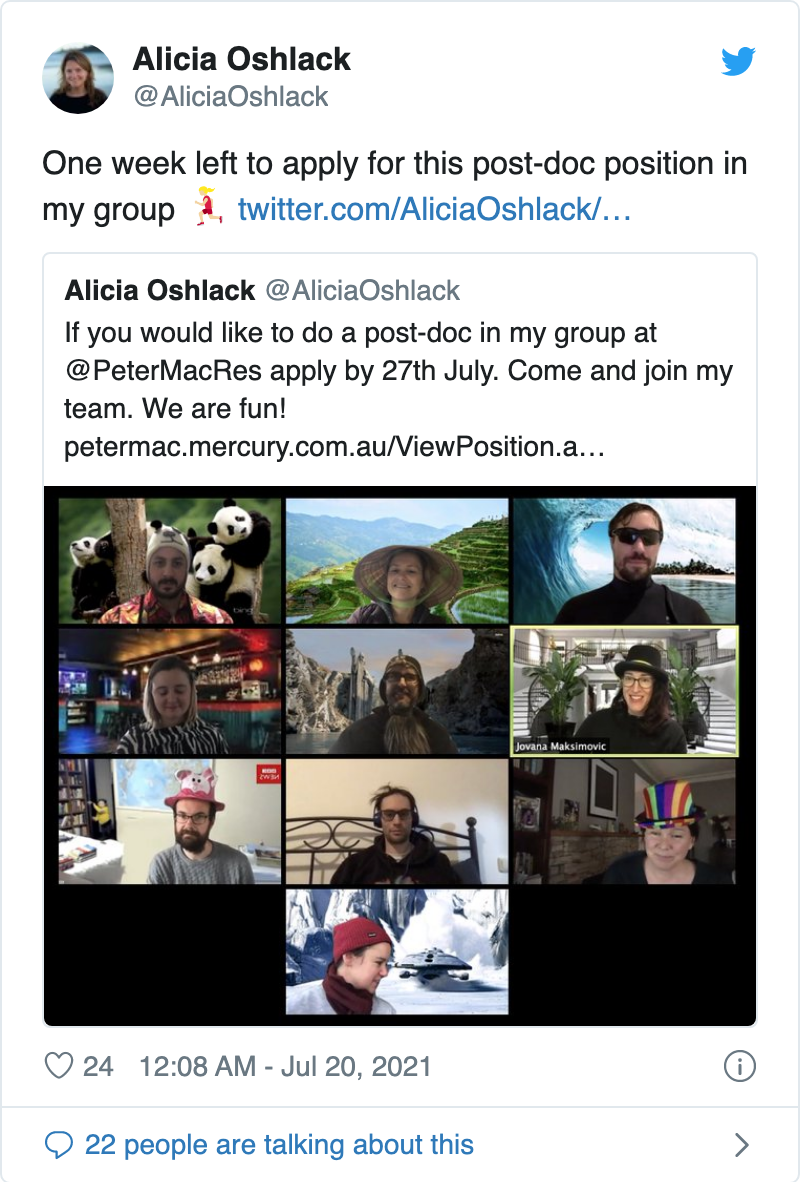 Alicia Oshlack
@AliciaOshlack
One week left to apply for this post-doc position in
my group 🏃‍♀️ twitter.com/AliciaOshlack/…
Alicia Oshlack @AliciaOshlack
If you would like to do a post-doc in my group at
@PeterMacRes apply by 27th July. Come and join my
team. We are fun!
petermac.mercury.com.au/ViewPosition.a…
bing
Jovana Maksimovic
24 12:08 AM - Jul 20, 2021
22 people are talking about this